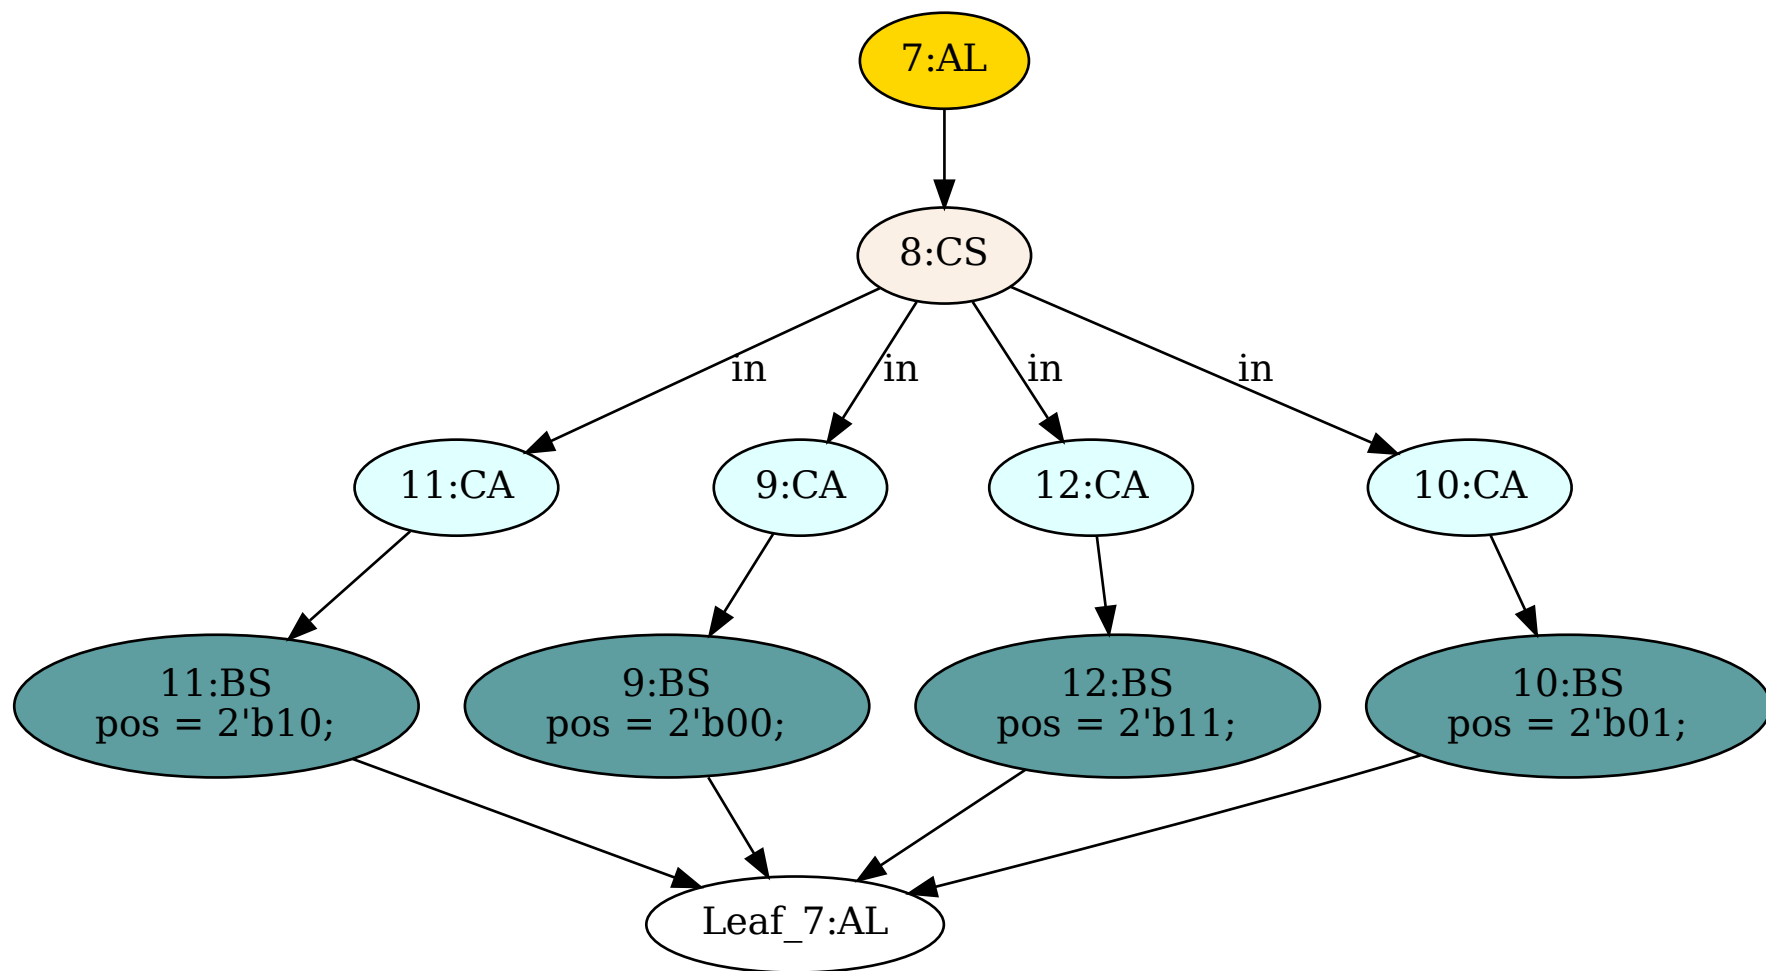 7:AL
8:CS
in
in
in
in
11:CA
9:CA
12:CA
10:CA
11:BS
pos = 2'b10;
9:BS
pos = 2'b00;
12:BS
pos = 2'b11;
10:BS
pos = 2'b01;
Leaf_7:AL